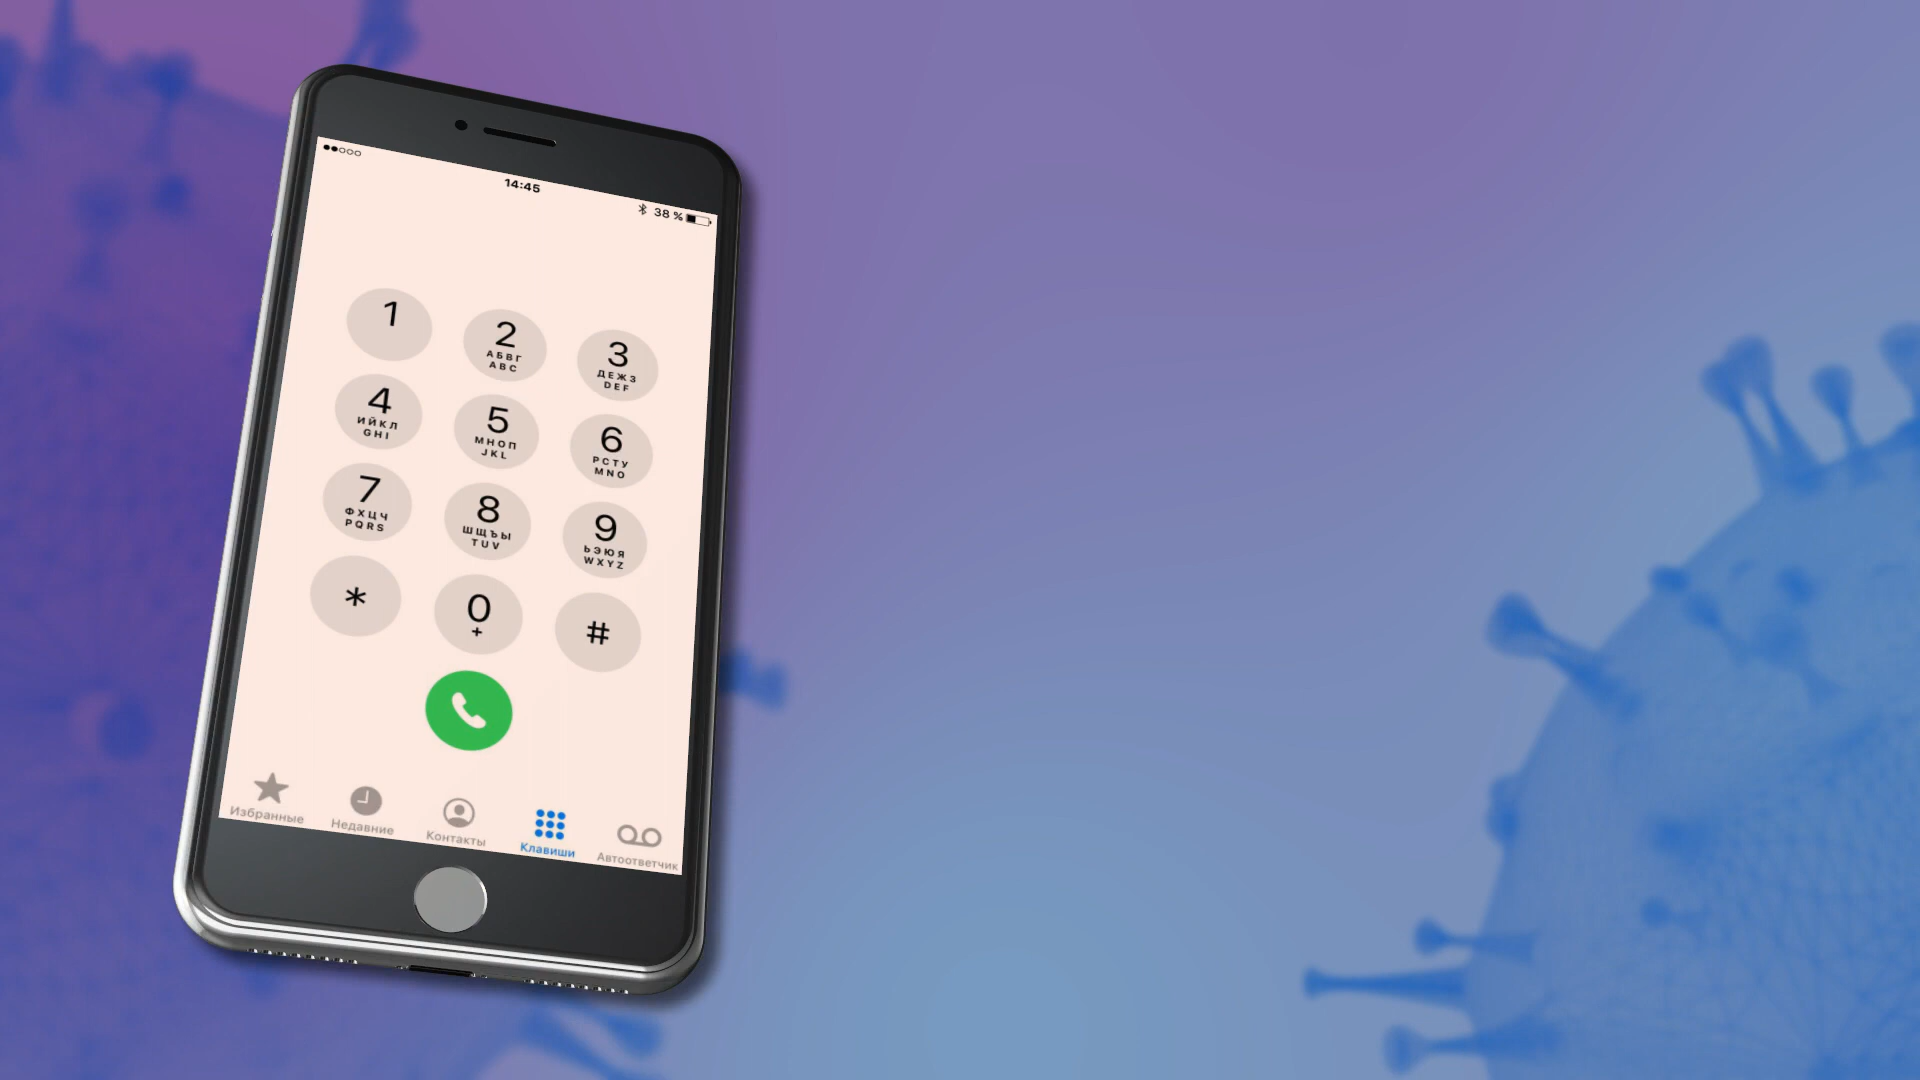 14:45
38 %
1
2
АБВГ
ABC
3
ДЕЖЗ
DEF
4
ИЙКЛ
GHI
5
МНОП
JKL
6
РСТУ
MNO
7
ФХЦЧ
PQRS
8
ШЩЪЫ
TUV
9
ЬЭЮЯ
WXYZ
*
0
+
#
Избранные
Недавние
Контакты
Клавиши
Автоответчик